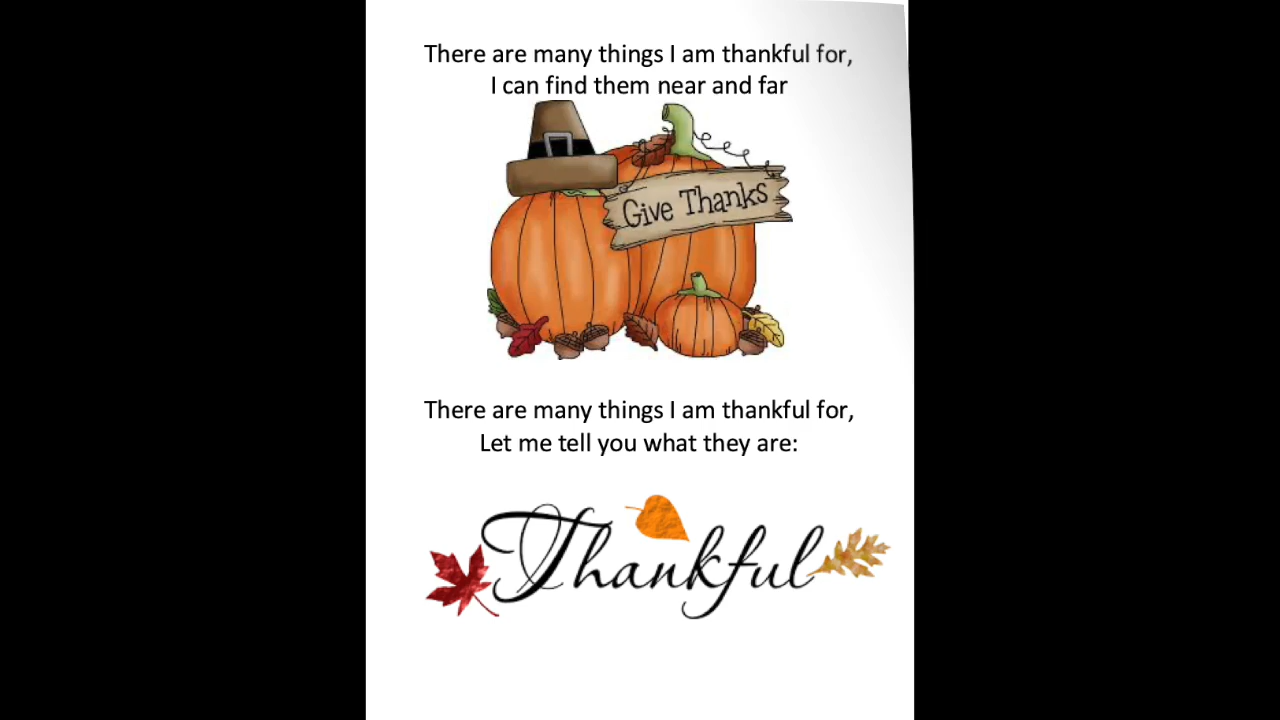 There are many things I am thankful for,
I can find them near and far
Give Thanks
There are many things I am thankful for,
Let me tell you what they are:
Thankful